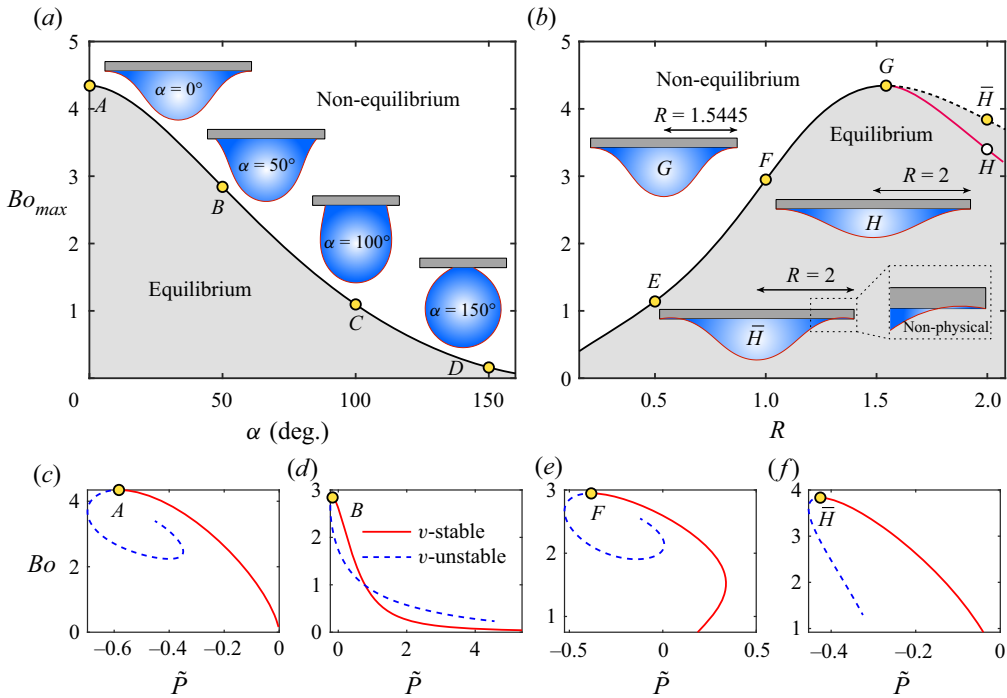 (a)
5
4
3
2
1
0
Bo_max
A
B
C
D
α = 0°
α = 50°
α = 100°
α = 150°
Non-equilibrium
Equilibrium
0
50
100
150
α (deg.)
(b)
5
4
3
2
1
0
Non-equilibrium
R = 1.5445
G
G
H̅
Equilibrium
H
F
R = 2
H
E
R = 2
H̅
Non-physical
0.5
1.0
1.5
2.0
R
(c)
4
2
0
Bo
A
−0.6
−0.4
−0.2
0
P̃
(d)
3
2
1
0
B
v-stable
v-unstable
0
2
4
P̃
(e)
3
2
1
F
−0.5
0
0.5
P̃
(f)
4
3
2
1
H̅
−0.4
−0.2
0
P̃